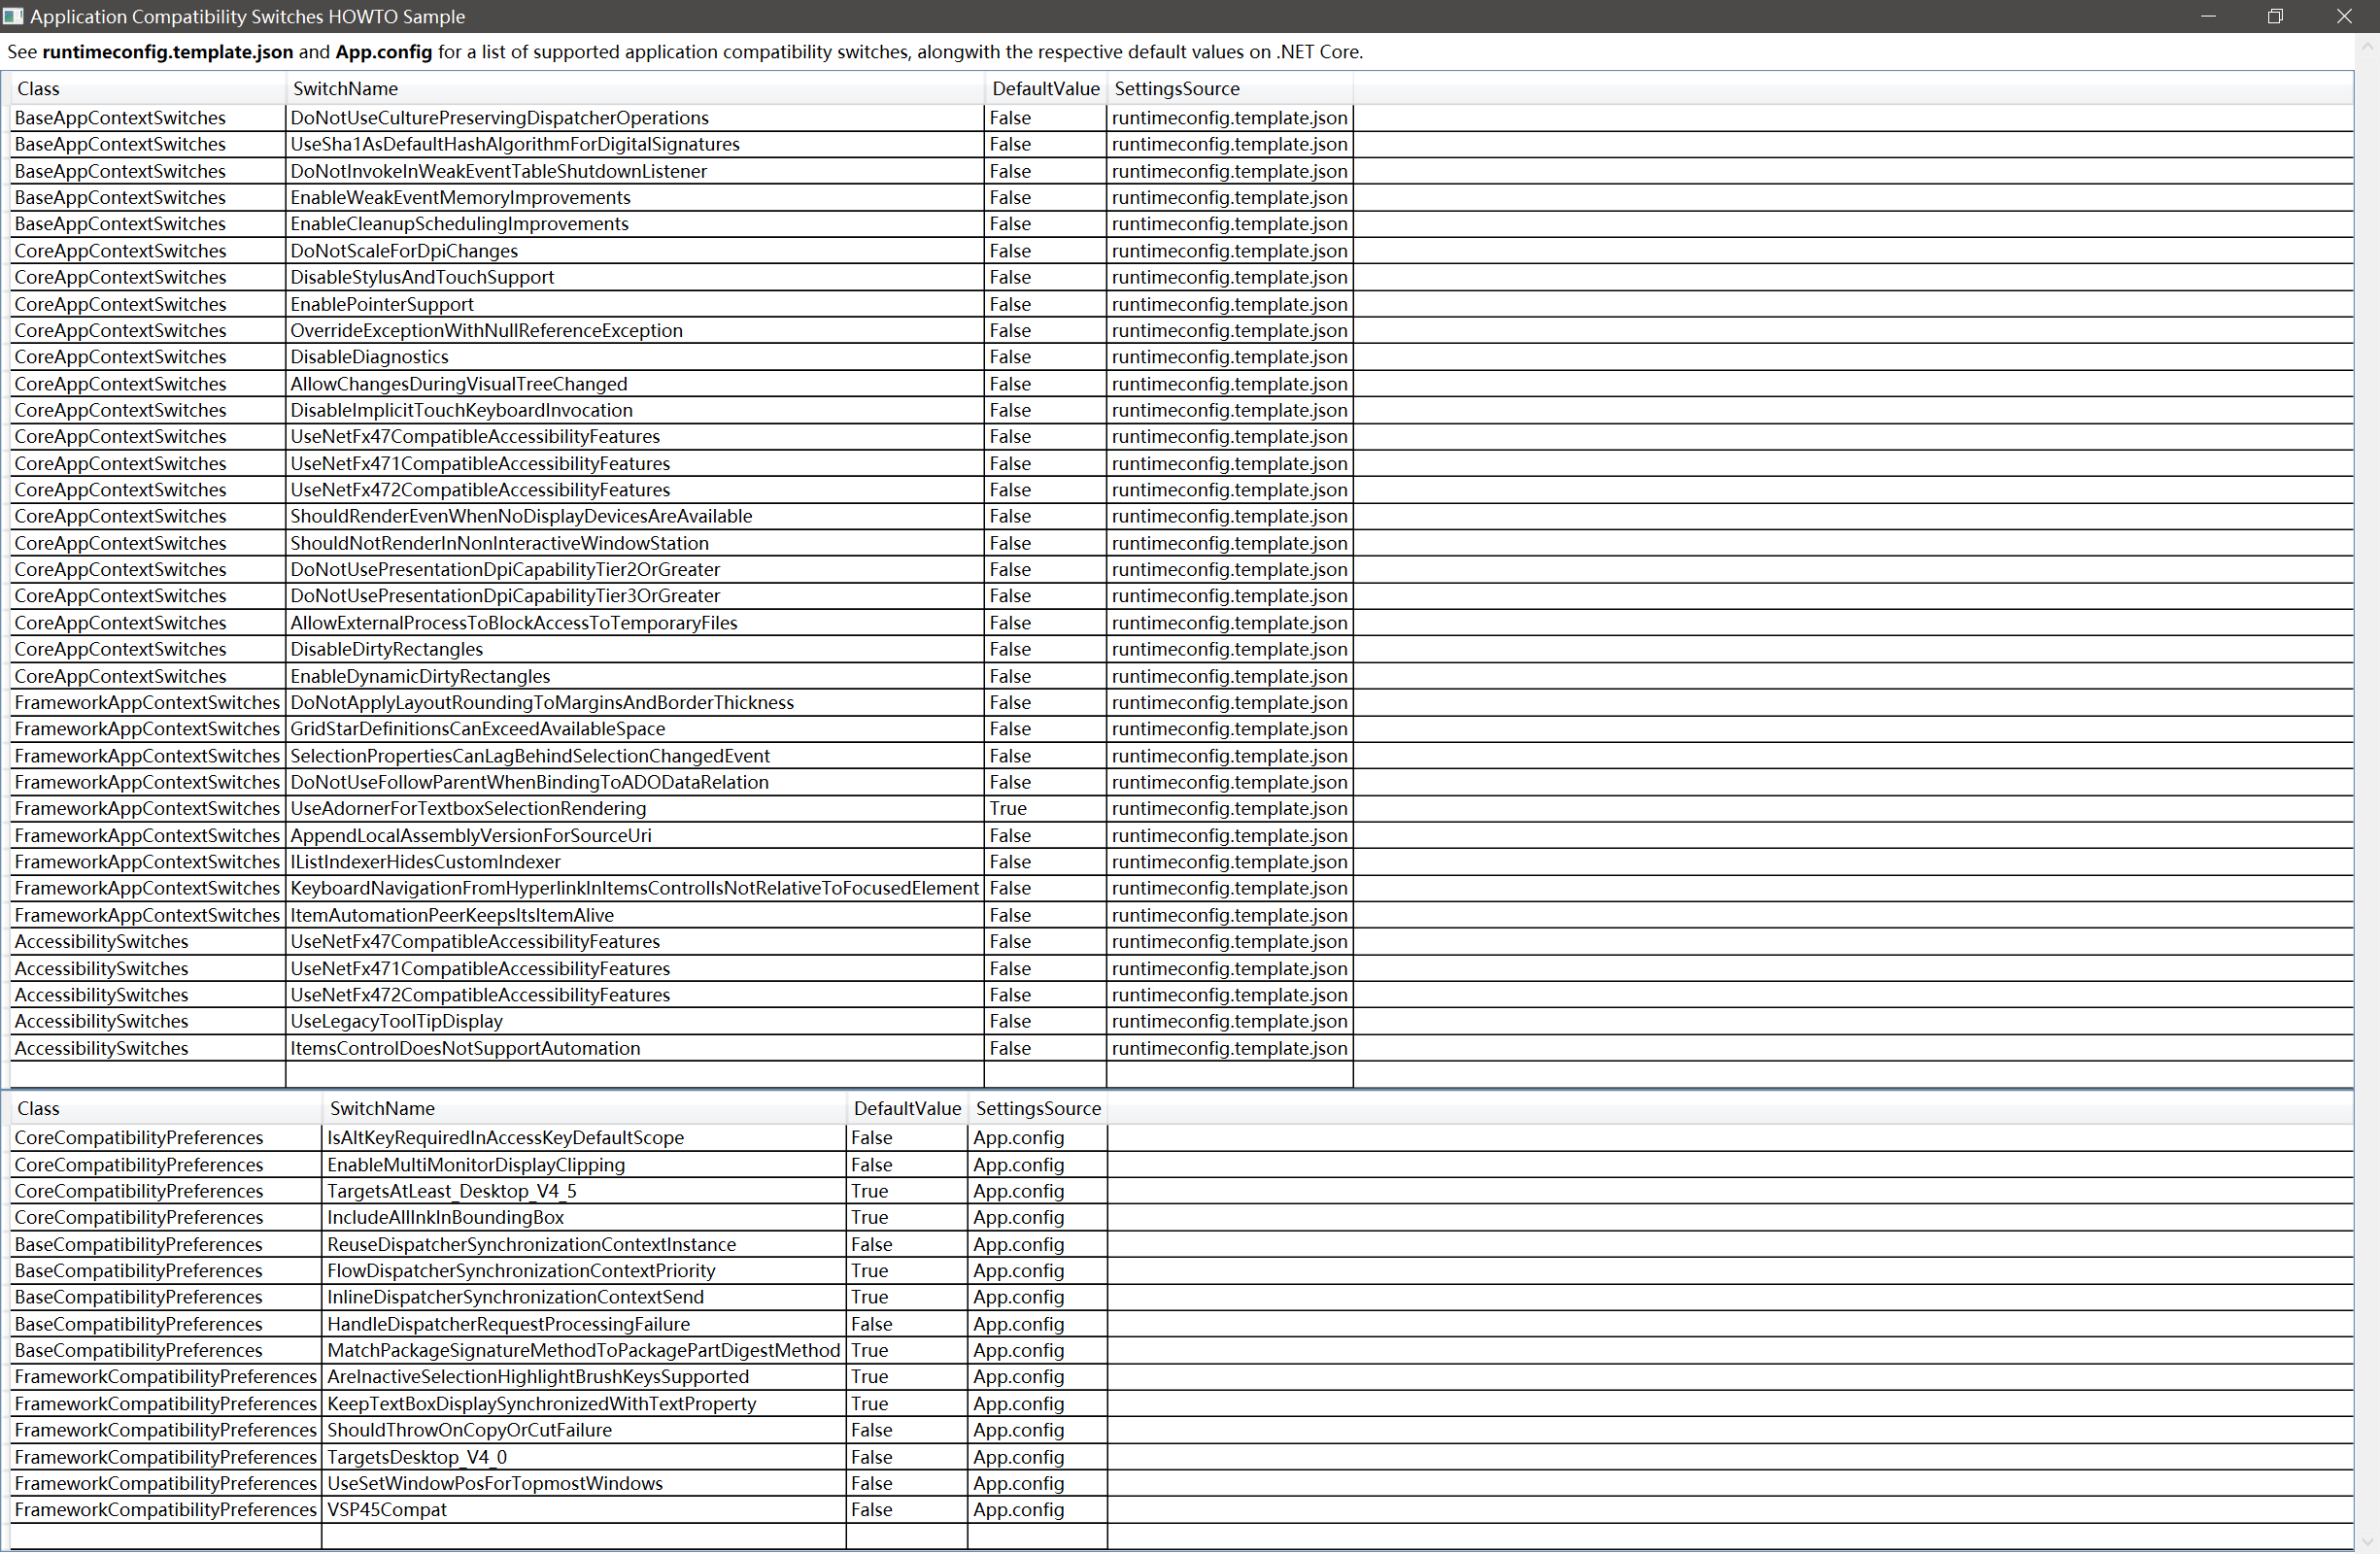 Application Compatibility Switches HOWTO Sample
See runtimeconfig.template.json and App.config for a list of supported application compatibility switches, alongwith the respective default values on .NET Core.
Class SwitchName DefaultValue SettingsSource
BaseAppContextSwitches DoNotUseCulturePreservingDispatcherOperations False runtimeconfig.template.json
BaseAppContextSwitches UseSha1AsDefaultHashAlgorithmForDigitalSignatures False runtimeconfig.template.json
BaseAppContextSwitches DoNotInvokeInWeakEventTableShutdownListener False runtimeconfig.template.json
BaseAppContextSwitches EnableWeakEventMemoryImprovements False runtimeconfig.template.json
BaseAppContextSwitches EnableCleanupSchedulingImprovements False runtimeconfig.template.json
CoreAppContextSwitches DoNotScaleForDpiChanges False runtimeconfig.template.json
CoreAppContextSwitches DisableStylusAndTouchSupport False runtimeconfig.template.json
CoreAppContextSwitches EnablePointerSupport False runtimeconfig.template.json
CoreAppContextSwitches OverrideExceptionWithNullReferenceException False runtimeconfig.template.json
CoreAppContextSwitches DisableDiagnostics False runtimeconfig.template.json
CoreAppContextSwitches AllowChangesDuringVisualTreeChanged False runtimeconfig.template.json
CoreAppContextSwitches DisableImplicitTouchKeyboardInvocation False runtimeconfig.template.json
CoreAppContextSwitches UseNetFx47CompatibleAccessibilityFeatures False runtimeconfig.template.json
CoreAppContextSwitches UseNetFx471CompatibleAccessibilityFeatures False runtimeconfig.template.json
CoreAppContextSwitches UseNetFx472CompatibleAccessibilityFeatures False runtimeconfig.template.json
CoreAppContextSwitches ShouldRenderEvenWhenNoDisplayDevicesAreAvailable False runtimeconfig.template.json
CoreAppContextSwitches ShouldNotRenderInNonInteractiveWindowStation False runtimeconfig.template.json
CoreAppContextSwitches DoNotUsePresentationDpiCapabilityTier2OrGreater False runtimeconfig.template.json
CoreAppContextSwitches DoNotUsePresentationDpiCapabilityTier3OrGreater False runtimeconfig.template.json
CoreAppContextSwitches AllowExternalProcessToBlockAccessToTemporaryFiles False runtimeconfig.template.json
CoreAppContextSwitches DisableDirtyRectangles False runtimeconfig.template.json
CoreAppContextSwitches EnableDynamicDirtyRectangles False runtimeconfig.template.json
FrameworkAppContextSwitches DoNotApplyLayoutRoundingToMarginsAndBorderThickness False runtimeconfig.template.json
FrameworkAppContextSwitches GridStarDefinitionsCanExceedAvailableSpace False runtimeconfig.template.json
FrameworkAppContextSwitches SelectionPropertiesCanLagBehindSelectionChangedEvent False runtimeconfig.template.json
FrameworkAppContextSwitches DoNotUseFollowParentWhenBindingToADODataRelation False runtimeconfig.template.json
FrameworkAppContextSwitches UseAdornerForTextboxSelectionRendering True runtimeconfig.template.json
FrameworkAppContextSwitches AppendLocalAssemblyVersionForSourceUri False runtimeconfig.template.json
FrameworkAppContextSwitches IListIndexerHidesCustomIndexer False runtimeconfig.template.json
FrameworkAppContextSwitches KeyboardNavigationFromHyperlinkInItemsControlIsNotRelativeToFocusedElement False runtimeconfig.template.json
FrameworkAppContextSwitches ItemAutomationPeerKeepsItsItemAlive False runtimeconfig.template.json
AccessibilitySwitches UseNetFx47CompatibleAccessibilityFeatures False runtimeconfig.template.json
AccessibilitySwitches UseNetFx471CompatibleAccessibilityFeatures False runtimeconfig.template.json
AccessibilitySwitches UseNetFx472CompatibleAccessibilityFeatures False runtimeconfig.template.json
AccessibilitySwitches UseLegacyToolTipDisplay False runtimeconfig.template.json
AccessibilitySwitches ItemsControlDoesNotSupportAutomation False runtimeconfig.template.json
Class SwitchName DefaultValue SettingsSource
CoreCompatibilityPreferences IsAltKeyRequiredInAccessKeyDefaultScope False App.config
CoreCompatibilityPreferences EnableMultiMonitorDisplayClipping False App.config
CoreCompatibilityPreferences TargetsAtLeast_Desktop_V4_5 True App.config
CoreCompatibilityPreferences IncludeAllInkInBoundingBox True App.config
BaseCompatibilityPreferences ReuseDispatcherSynchronizationContextInstance False App.config
BaseCompatibilityPreferences FlowDispatcherSynchronizationContextPriority True App.config
BaseCompatibilityPreferences InlineDispatcherSynchronizationContextSend True App.config
BaseCompatibilityPreferences HandleDispatcherRequestProcessingFailure False App.config
BaseCompatibilityPreferences MatchPackageSignatureMethodToPackagePartDigestMethod True App.config
FrameworkCompatibilityPreferences AreInactiveSelectionHighlightBrushKeysSupported True App.config
FrameworkCompatibilityPreferences KeepTextBoxDisplaySynchronizedWithTextProperty True App.config
FrameworkCompatibilityPreferences ShouldThrowOnCopyOrCutFailure False App.config
FrameworkCompatibilityPreferences TargetsDesktop_V4_0 False App.config
FrameworkCompatibilityPreferences UseSetWindowPosForTopmostWindows False App.config
FrameworkCompatibilityPreferences VSP45Compat False App.config